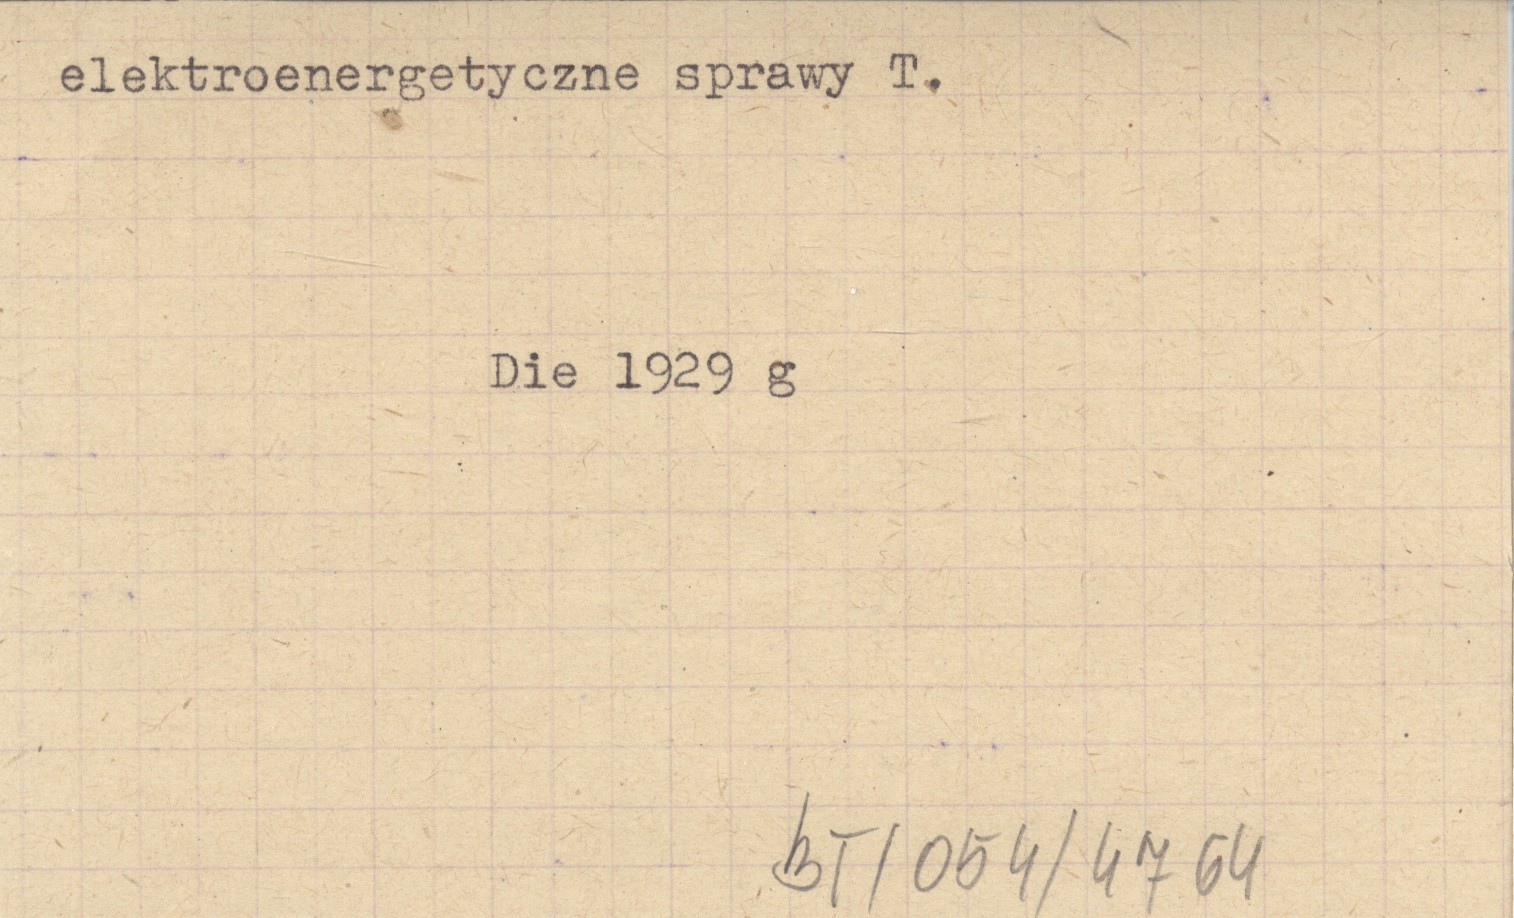 elektroenergetyczne sprawy T.
Die 1929 g
BT/054/4764